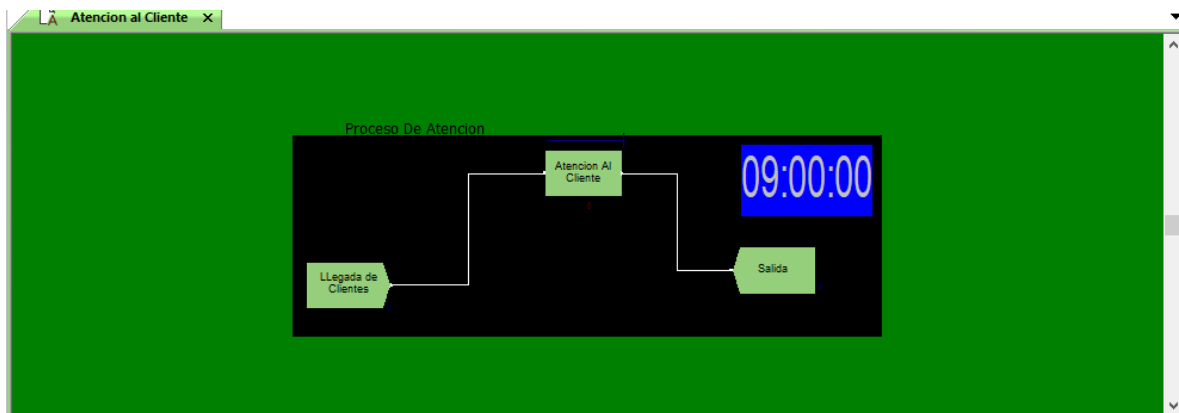 Atencion al Cliente
Proceso De Atencion
Atencion Al
Cliente
09:00:00
LLegada de
Clientes
Salida